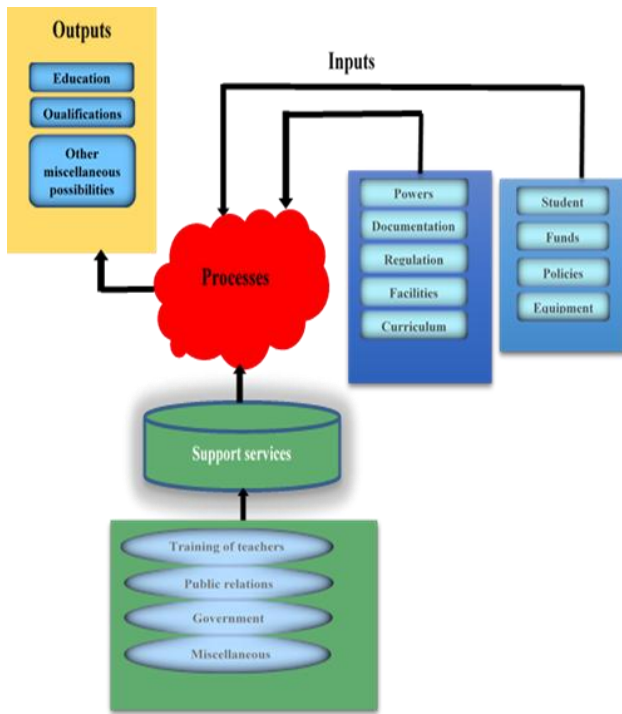 Outputs
Education
Qualifications
Other
miscellaneous
possibilities
Inputs
Powers
Documentation
Regulation
Facilities
Curriculum
Student
Funds
Policies
Equipment
Processes
Support services
Training of teachers
Public relations
Government
Miscellaneous